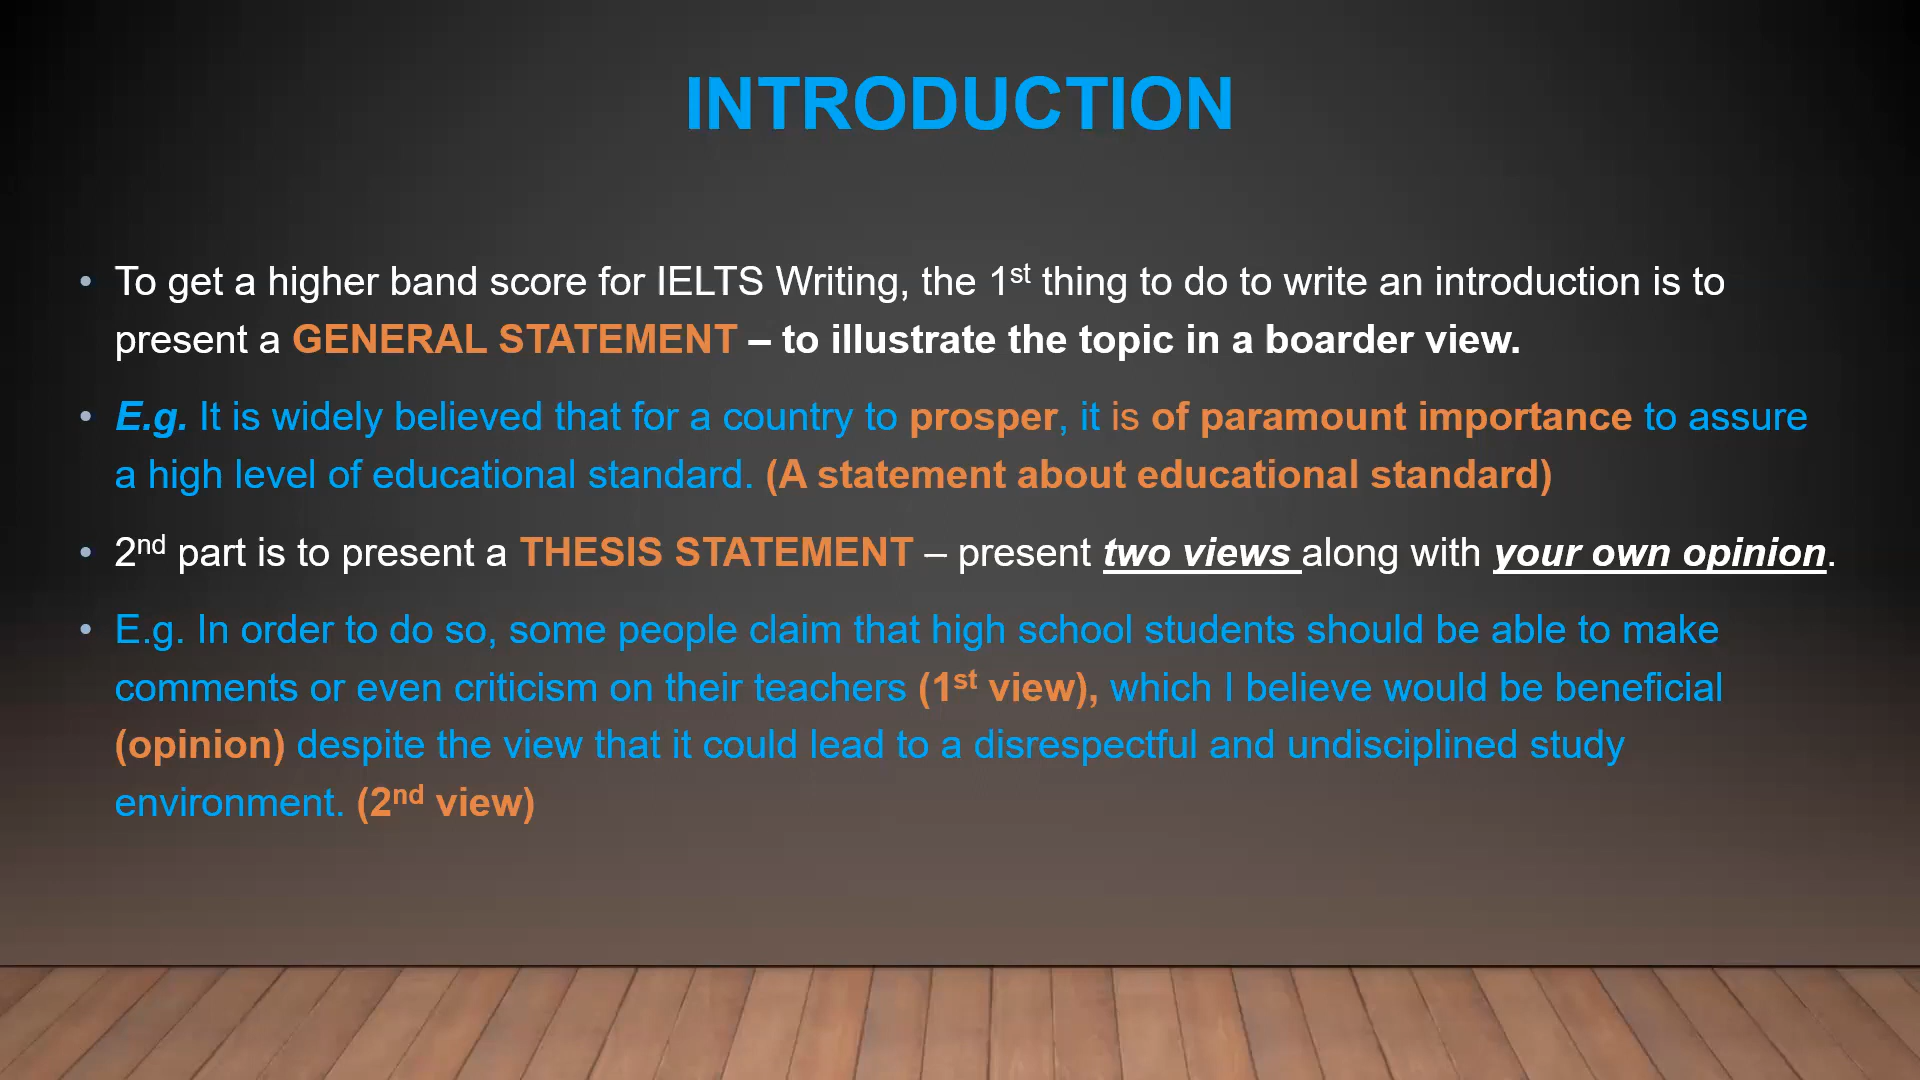 INTRODUCTION
• To get a higher band score for IELTS Writing, the 1st thing to do to write an introduction is to
present a GENERAL STATEMENT – to illustrate the topic in a boarder view.
• E.g. It is widely believed that for a country to prosper, it is of paramount importance to assure
a high level of educational standard. (A statement about educational standard)
• 2nd part is to present a THESIS STATEMENT – present two views along with your own opinion.
• E.g. In order to do so, some people claim that high school students should be able to make
comments or even criticism on their teachers (1st view), which I believe would be beneficial
(opinion) despite the view that it could lead to a disrespectful and undisciplined study
environment. (2nd view)